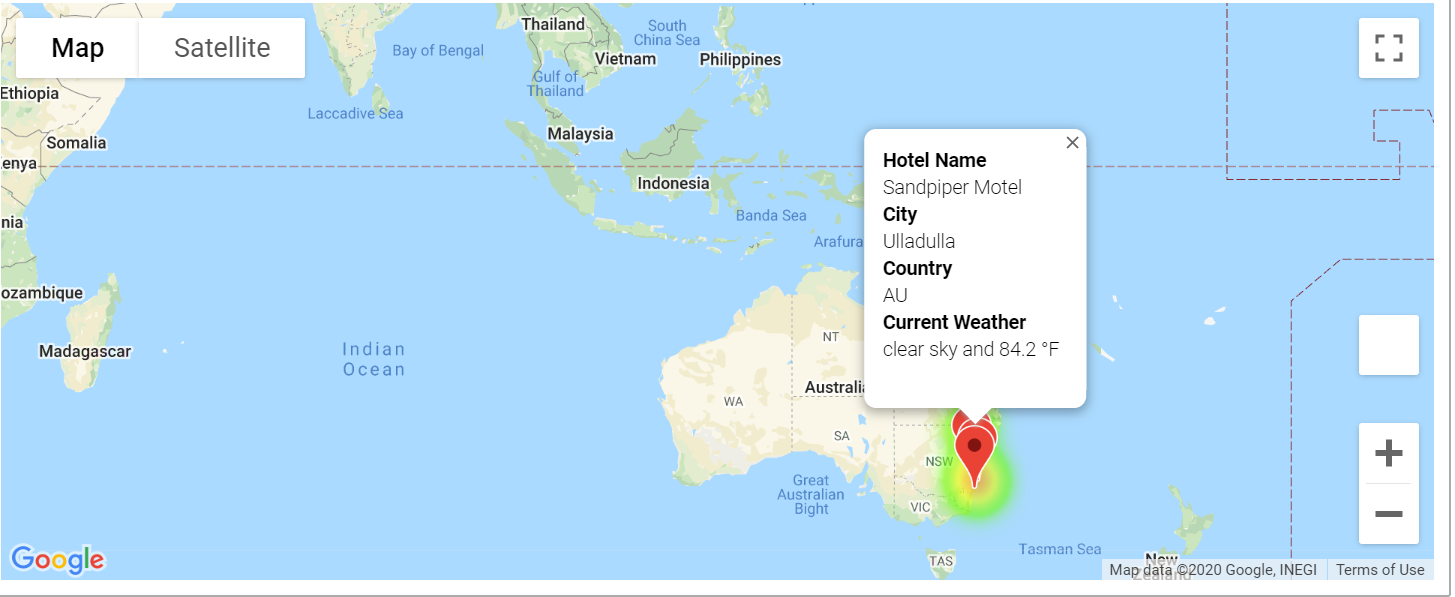 Map
Satellite
Thailand
South
China Sea
Bay of Bengal
Vietnam
Philippines
Gulf of
Thailand
Ethiopia
Laccadive Sea
Malaysia
Somalia
enya
Indonesia
Banda Sea
nia
Arafura
ozambique
Madagascar
Indian
Ocean
NT
Australia
WA
SA
NSW
Great
Australian
Bight
VIC
Tasman Sea
TAS
New
Zealand
Hotel Name
Sandpiper Motel
City
Ulladulla
Country
AU
Current Weather
clear sky and 84.2 °F
Google
Map data ©2020 Google, INEGI
Terms of Use